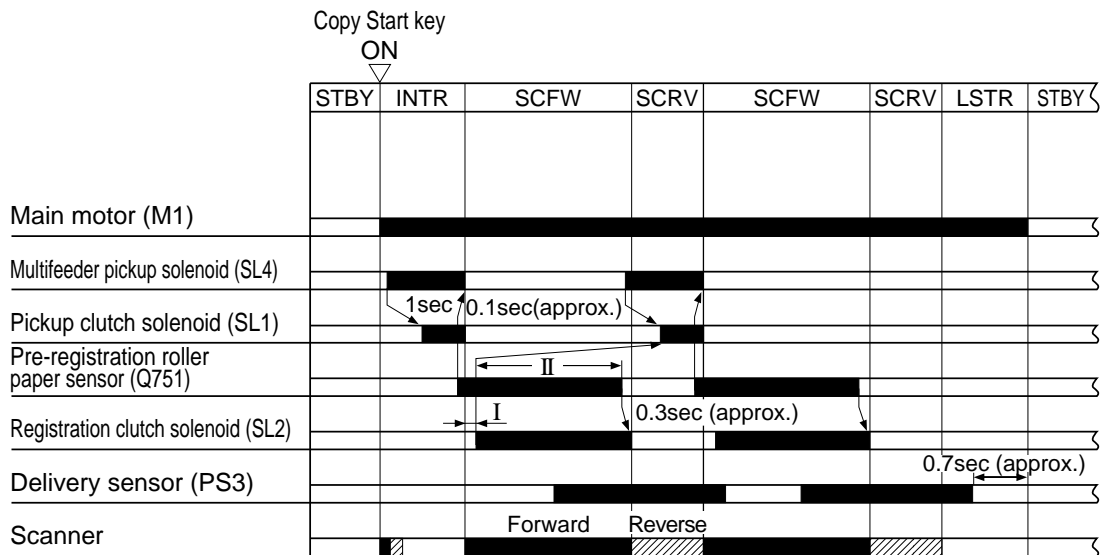 Copy Start key
ON
STBY INTR SCFW SCRV SCFW SCRV LSTR STBY
Main motor (M1)
Multifeeder pickup solenoid (SL4)
1sec 0.1sec(approx.)
Pickup clutch solenoid (SL1)
Pre-registration roller
paper sensor (Q751)
II
I 0.3sec (approx.)
Registration clutch solenoid (SL2)
0.7sec (approx.)
Delivery sensor (PS3)
Forward Reverse
Scanner